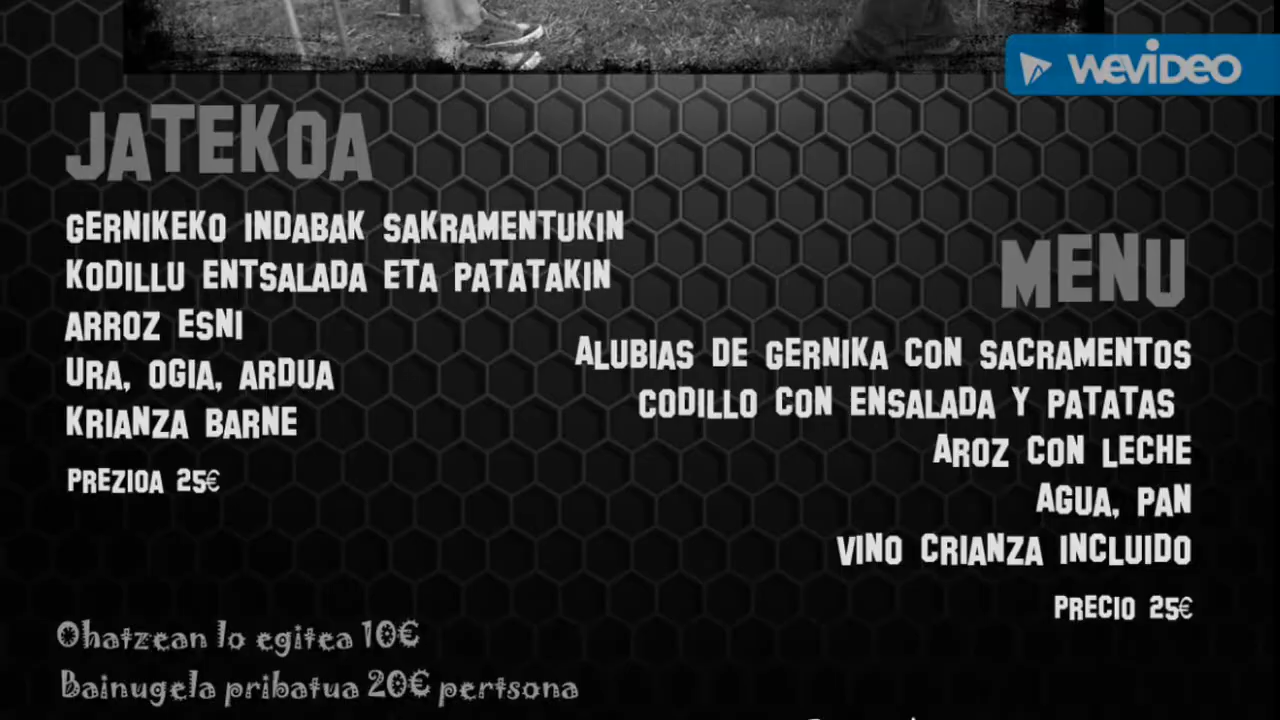 WEVIDEO
JATEKOA
GERNIKEKO INDABAK SAKRAMENTUKIN
KODILLU ENTSALADA ETA PATATAKIN
ARROZ ESNI
URA, OGIA, ARDUA
KRIANZA BARNE
PREZIOA 25€
MENU
ALUBIAS DE GERNIKA CON SACRAMENTOS
CODILLO CON ENSALADA Y PATATAS
AROZ CON LECHE
AGUA, PAN
VINO CRIANZA INCLUIDO
PRECIO 25€
Ohatzean lo egitea 10€
Bainugela pribatua 20€ pertsona